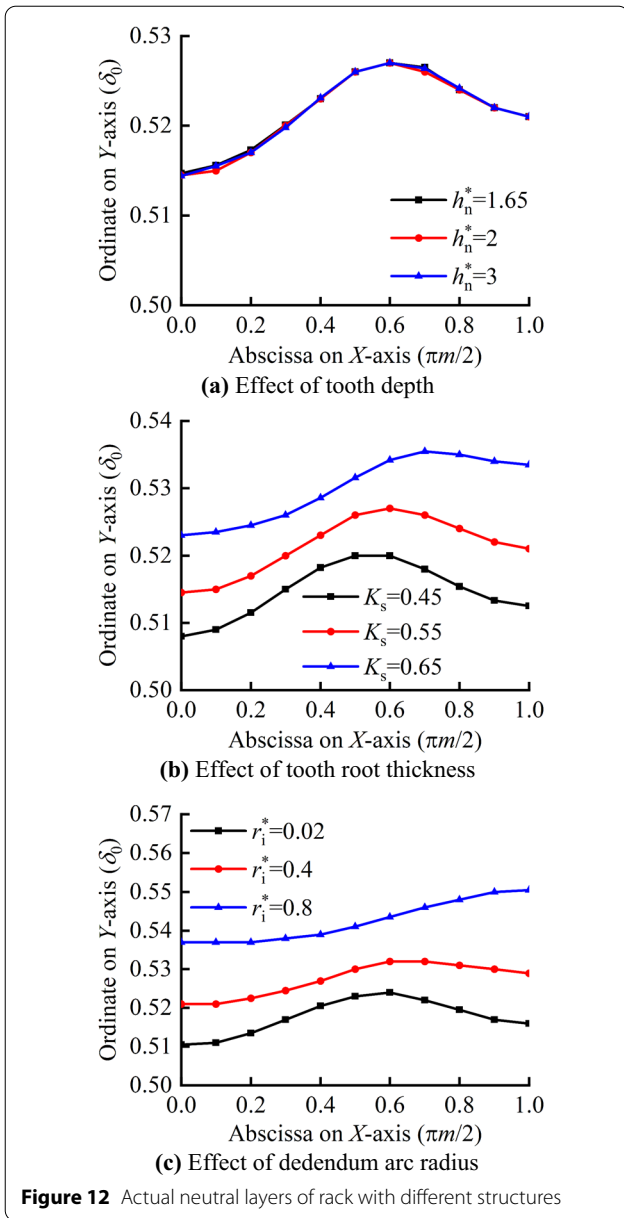 0.53
0.52
0.51
0.50
Ordinate on Y-axis (δ₀)
hₙ*=1.65
hₙ*=2
hₙ*=3
0.0 0.2 0.4 0.6 0.8 1.0
Abscissa on X-axis (πm/2)
(a) Effect of tooth depth
0.54
0.53
0.52
0.51
0.50
Ordinate on Y-axis (δ₀)
Kₛ=0.45
Kₛ=0.55
Kₛ=0.65
0.0 0.2 0.4 0.6 0.8 1.0
Abscissa on X-axis (πm/2)
(b) Effect of tooth root thickness
0.57
0.56
0.55
0.54
0.53
0.52
0.51
0.50
Ordinate on Y-axis (δ₀)
rᵢ*=0.02
rᵢ*=0.4
rᵢ*=0.8
0.0 0.2 0.4 0.6 0.8 1.0
Abscissa on X-axis (πm/2)
(c) Effect of dedendum arc radius
Figure 12 Actual neutral layers of rack with different structures